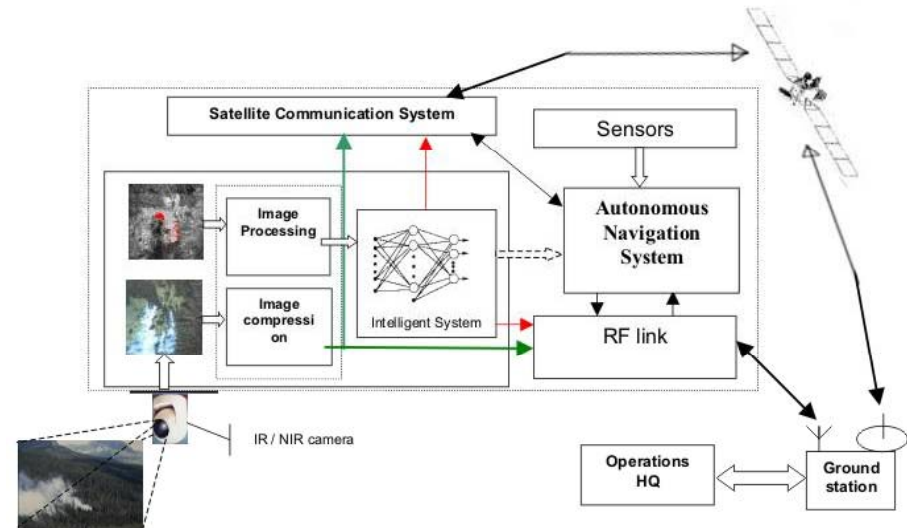 Satellite Communication System
Sensors
Image
Processing
Autonomous
Navigation
System
Image
compressi
on
Intelligent System
RF link
IR / NIR camera
Operations
HQ
Ground
station